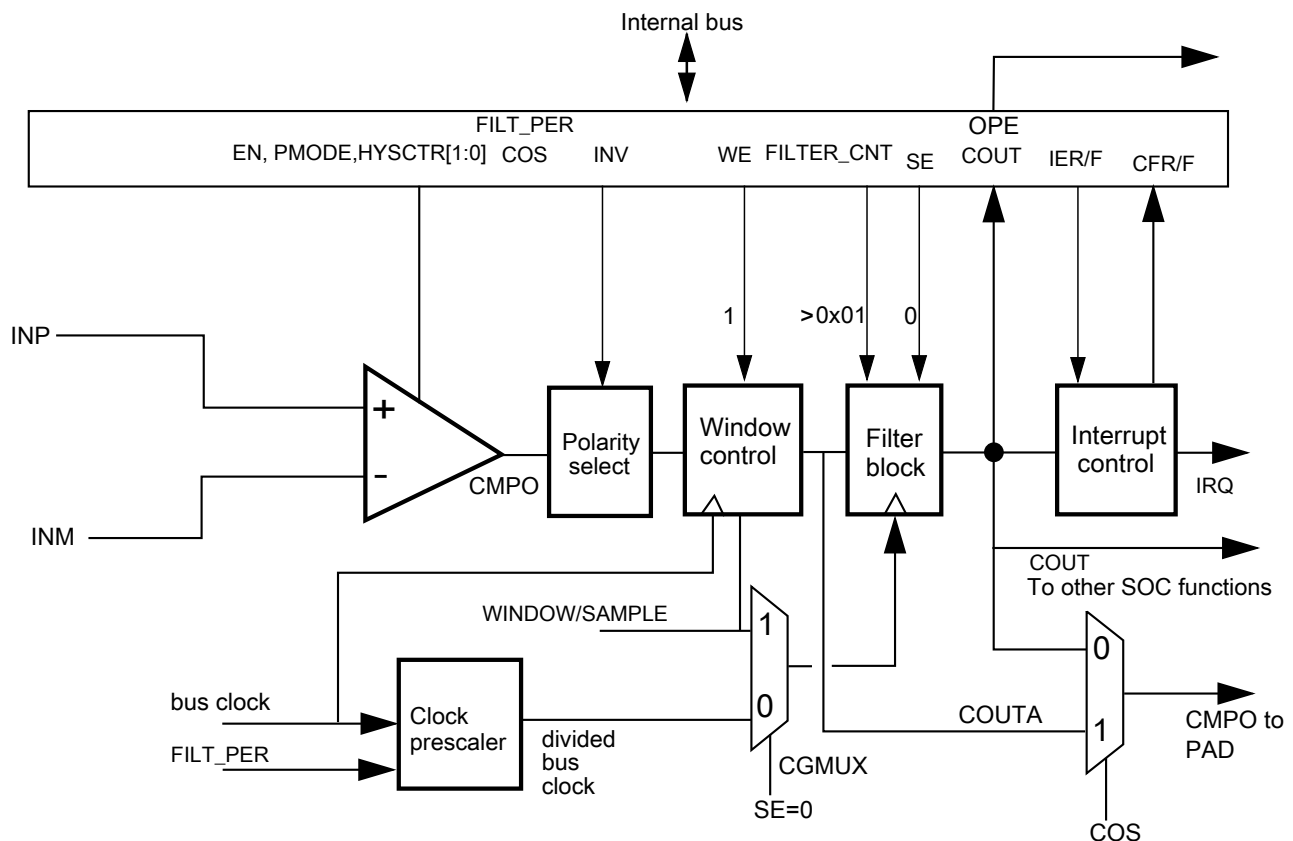 Internal bus
FILT_PER
OPE
EN, PMODE,HYSCTR[1:0]
COS
INV
WE
FILTER_CNT
SE
COUT
IER/F
CFR/F
1
>0x01
0
INP
+
-
INM
CMPO
Polarity
select
Window
control
Filter
block
Interrupt
control
IRQ
COUT
To other SOC functions
WINDOW/SAMPLE
1
0
bus clock
FILT_PER
Clock
prescaler
divided
bus
clock
CGMUX
SE=0
COUTA
0
1
CMPO to
PAD
COS